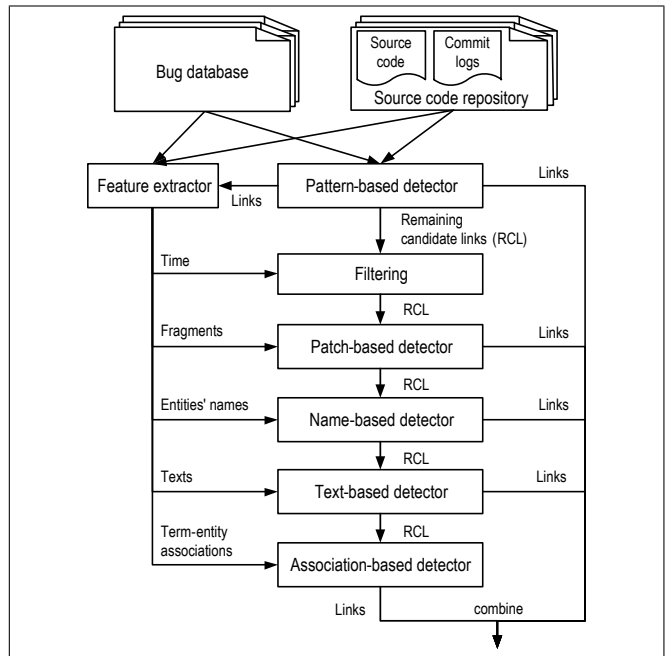 Bug database
Source
code
Commit
logs
Source code repository
Feature extractor
Links
Pattern-based detector
Links
Remaining
candidate links (RCL)
Time
Filtering
RCL
Fragments
Patch-based detector
Links
RCL
Entities' names
Name-based detector
Links
RCL
Texts
Text-based detector
Links
RCL
Term-entity
associations
Association-based detector
Links
combine